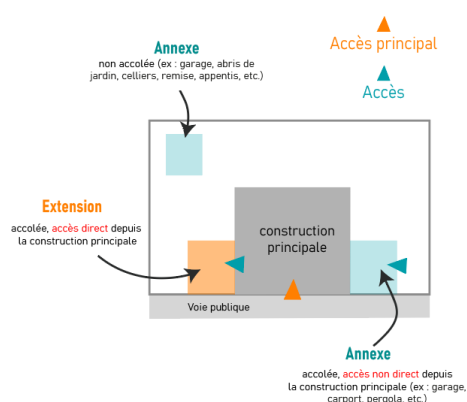 Annexe
non accolée (ex : garage, abris de
jardin, celliers, remise, appentis, etc.)
Accès principal
Accès
Extension
accolée, accès direct depuis
la construction principale
construction
principale
Voie publique
Annexe
accolée, accès non direct depuis
la construction principale (ex : garage,
carport, pergola, etc.)